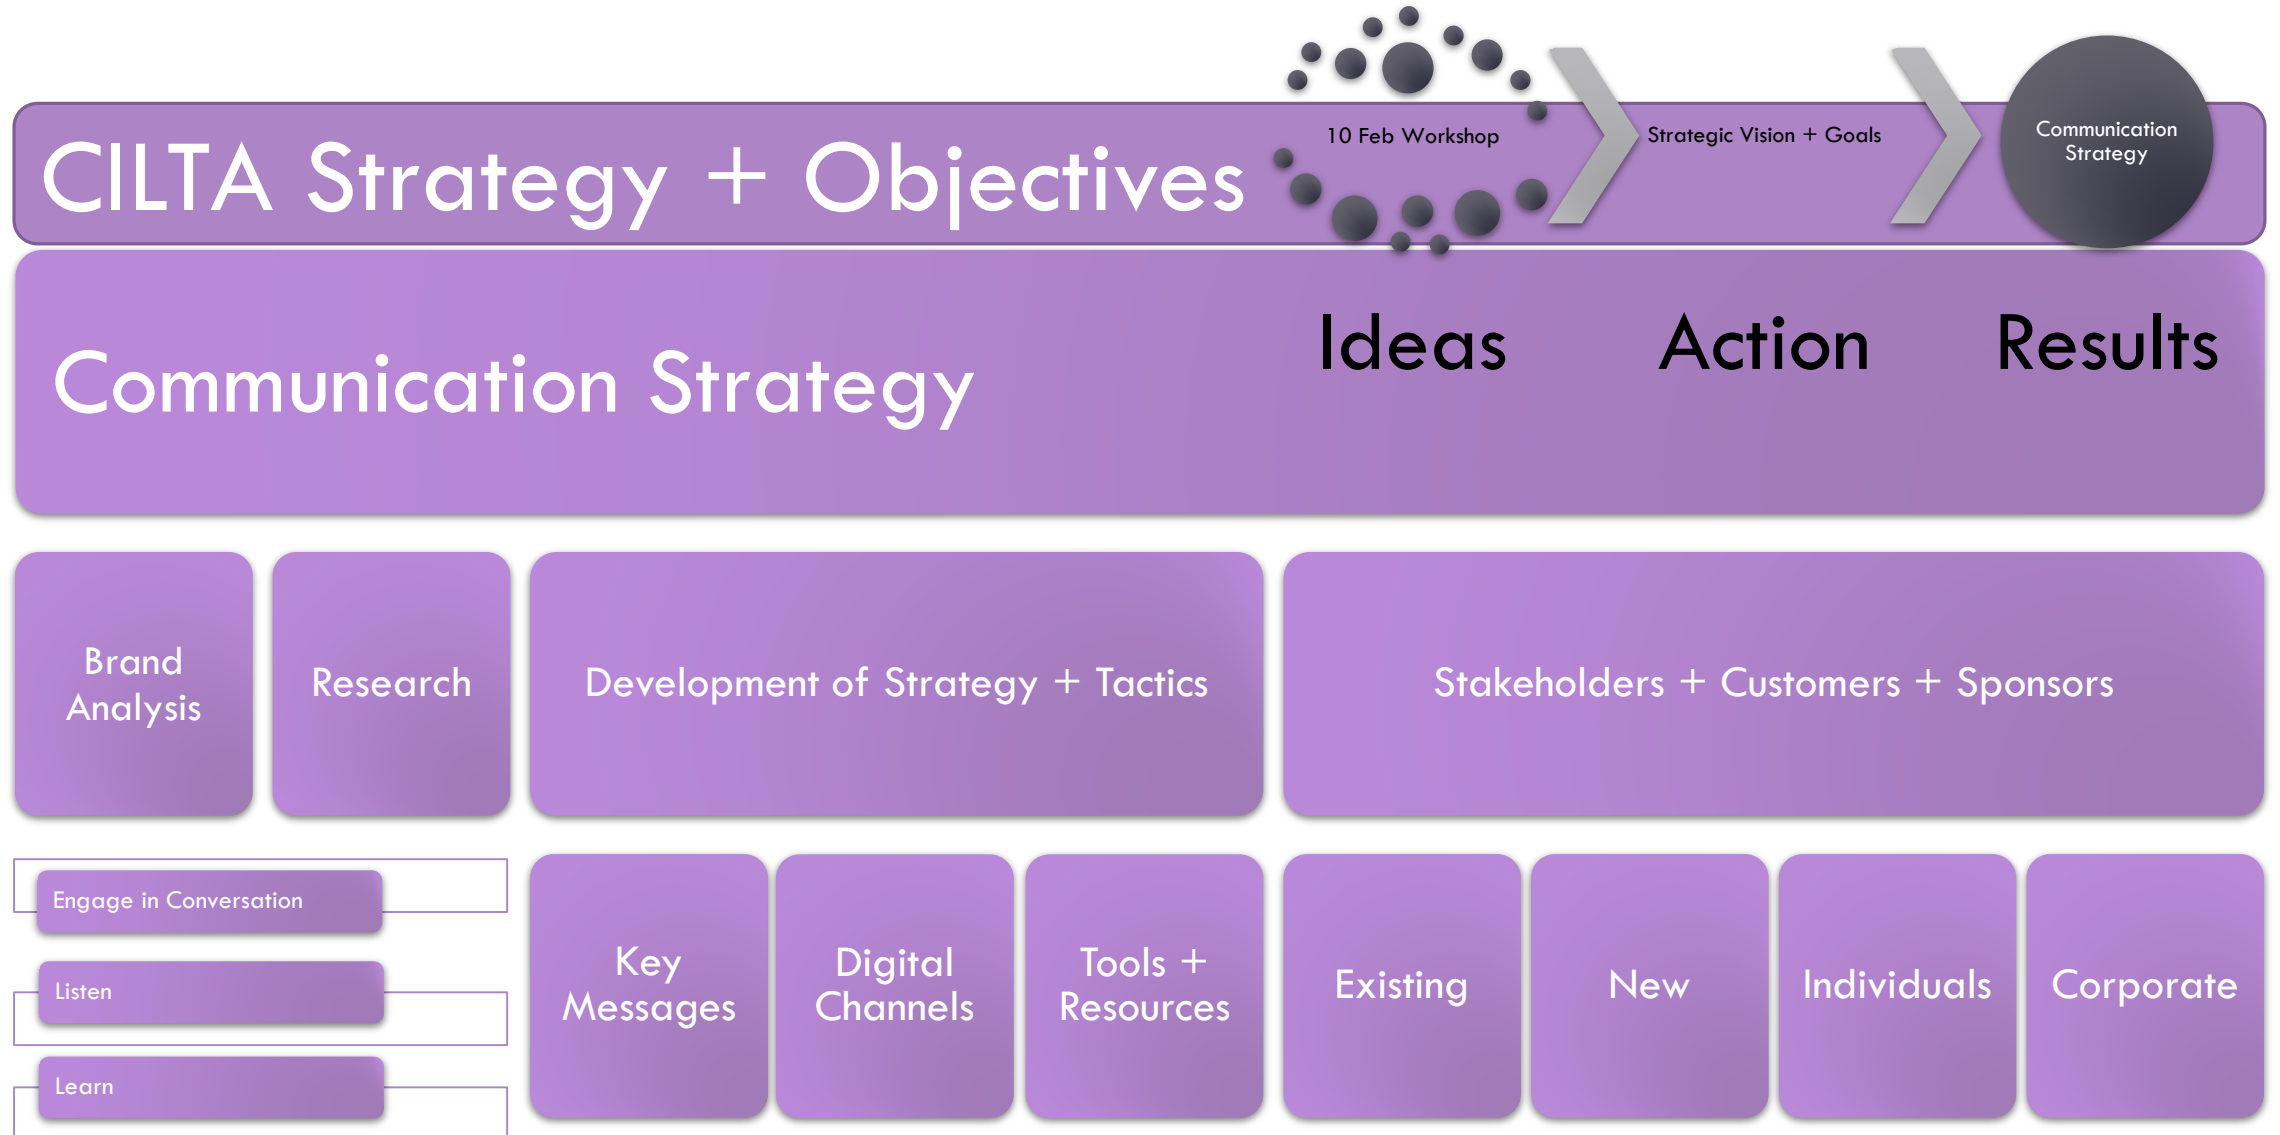 CILTA Strategy + Objectives
10 Feb Workshop
Strategic Vision + Goals
Communication
Strategy
Communication Strategy
Ideas
Action
Results
Brand
Analysis
Research
Development of Strategy + Tactics
Stakeholders + Customers + Sponsors
Engage in Conversation
Listen
Learn
Key
Messages
Digital
Channels
Tools +
Resources
Existing
New
Individuals
Corporate